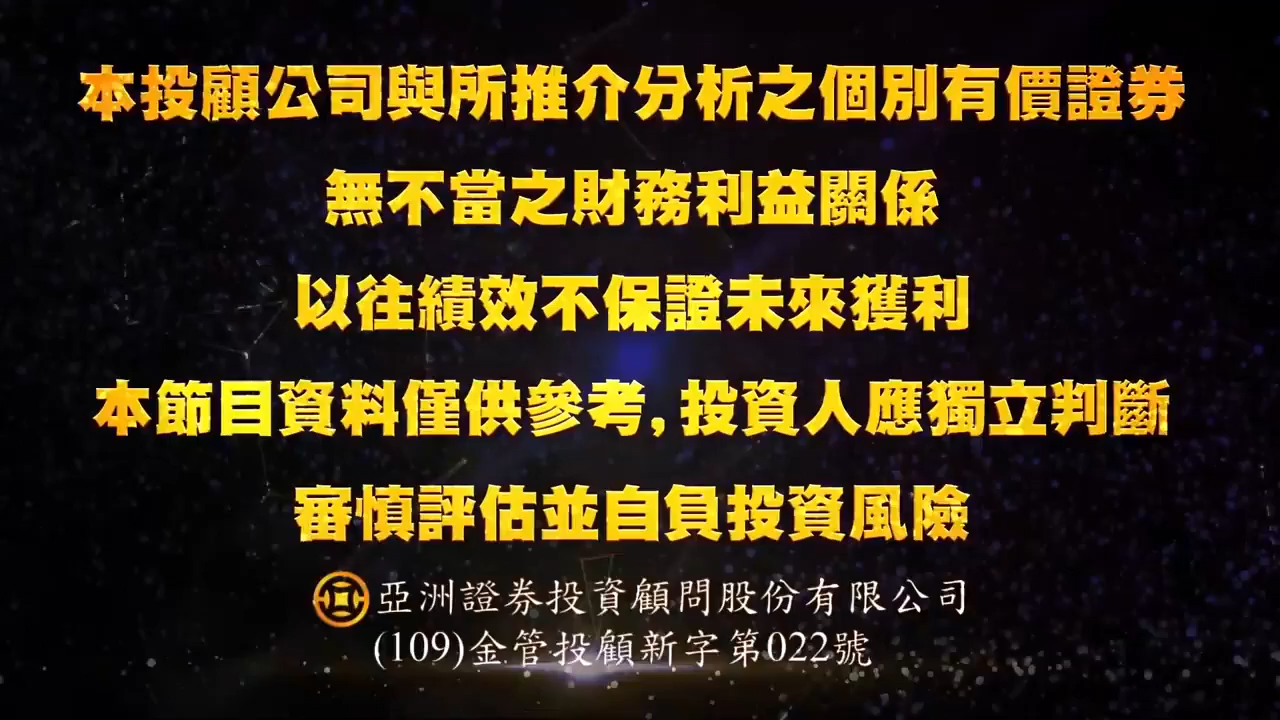 本投顧公司與所推介分析之個別有價證券
無不當之財務利益關係
以往績效不保證未來獲利
本節目資料僅供參考,投資人應獨立判斷
審慎評估並自負投資風險
亞洲證券投資顧問股份有限公司
(109)金管投顧新字第022號